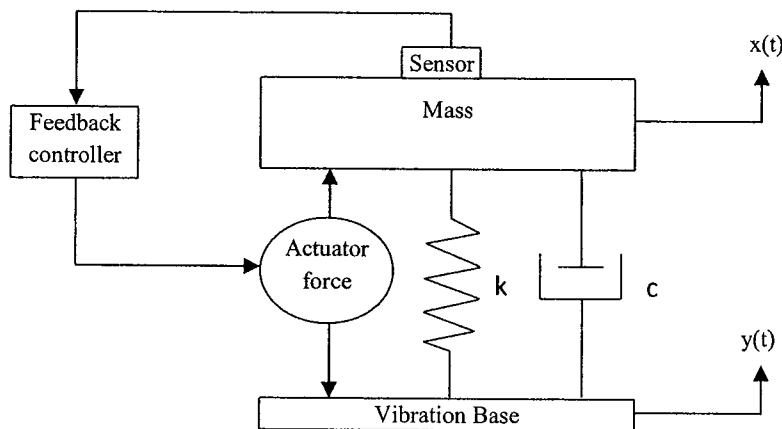 x(t)
Sensor
Mass
Feedback
controller
Actuator
force
k
c
y(t)
Vibration Base